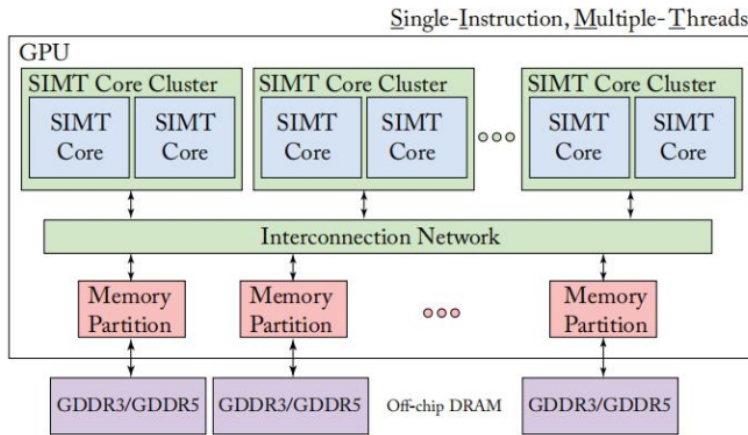 Single-Instruction, Multiple-Threads
GPU
SIMT Core Cluster
SIMT Core
SIMT Core
SIMT Core Cluster
SIMT Core
SIMT Core
SIMT Core Cluster
SIMT Core
SIMT Core
Interconnection Network
Memory Partition
Memory Partition
Memory Partition
GDDR3/GDDR5
GDDR3/GDDR5
Off-chip DRAM
GDDR3/GDDR5